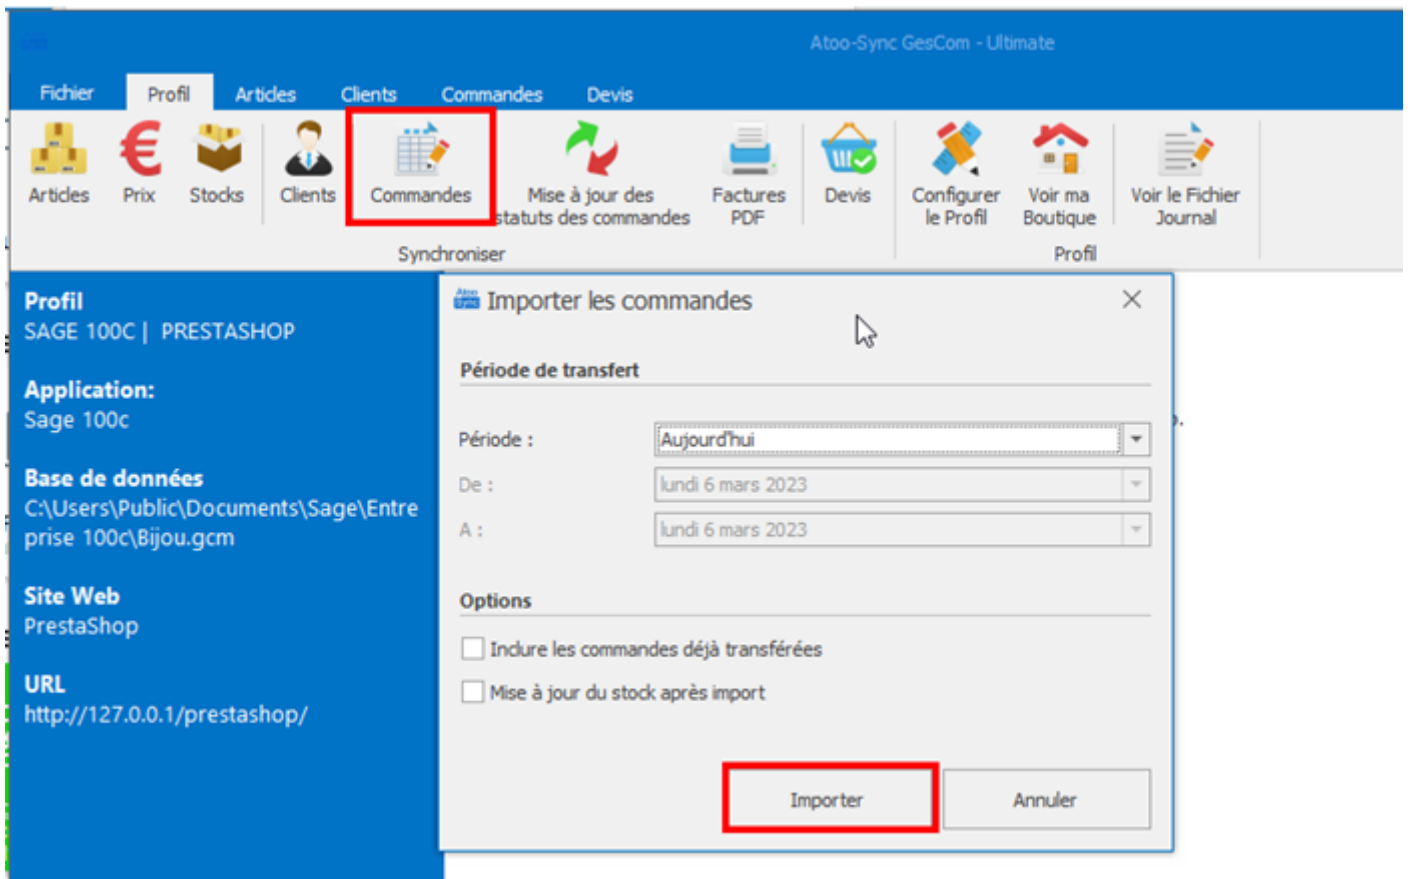 Atoo-Sync GesCom - Ultimate
Fichier Profil Articles Clients Commandes Devis
Articles Prix Stocks Clients Commandes Mise à jour des statuts des commandes Factures PDF Devis Configurer le Profil Voir ma Boutique Voir le Fichier Journal
Synchroniser Profil
Profil
SAGE 100C | PRESTASHOP
Application:
Sage 100c
Base de données
C:\Users\Public\Documents\Sage\Entre
prise 100c\Bijou.gcm
Site Web
PrestaShop
URL
http://127.0.0.1/prestashop/
Atoo Sync Importer les commandes
Période de transfert
Période : Aujourd'hui
De : lundi 6 mars 2023
A : lundi 6 mars 2023
Options
Inclure les commandes déjà transférées
Mise à jour du stock après import
Importer Annuler